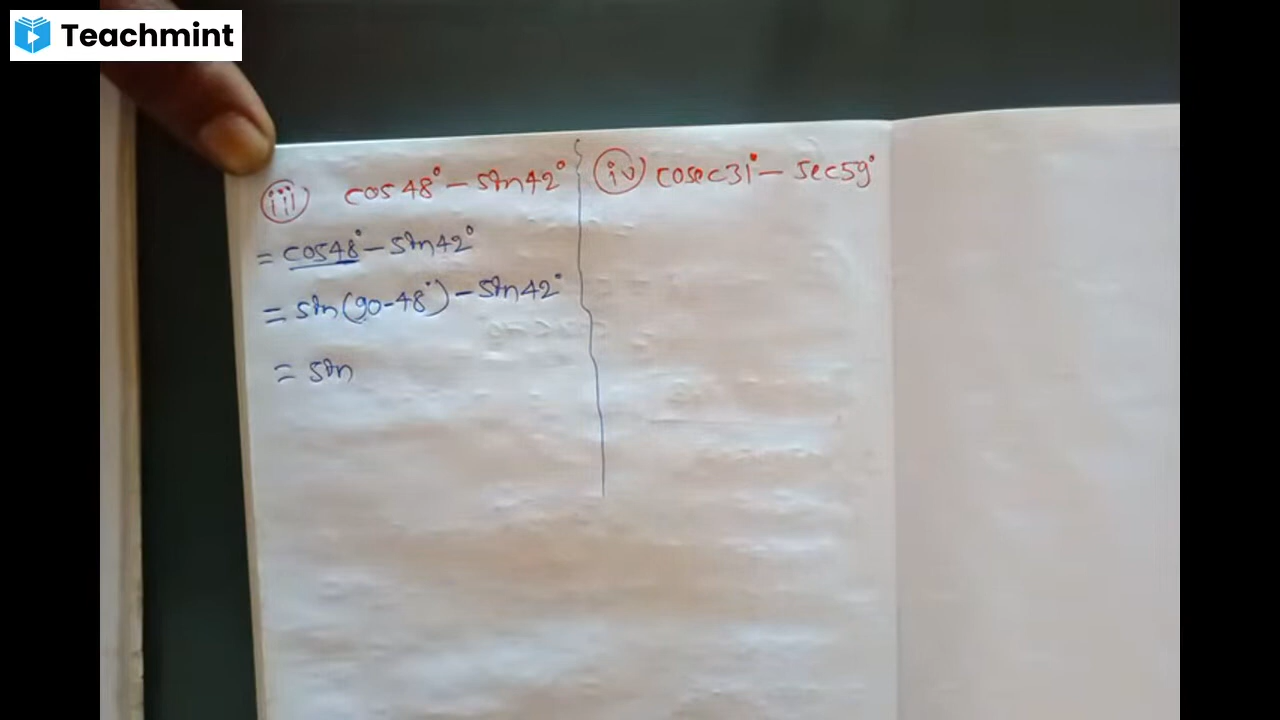 Teachmint
(iii) cos 48° – sin 42°
= cos 48° – sin 42°
= sin (90 - 48°) – sin 42°
= sin
(iv) cosec 31° – sec 59°